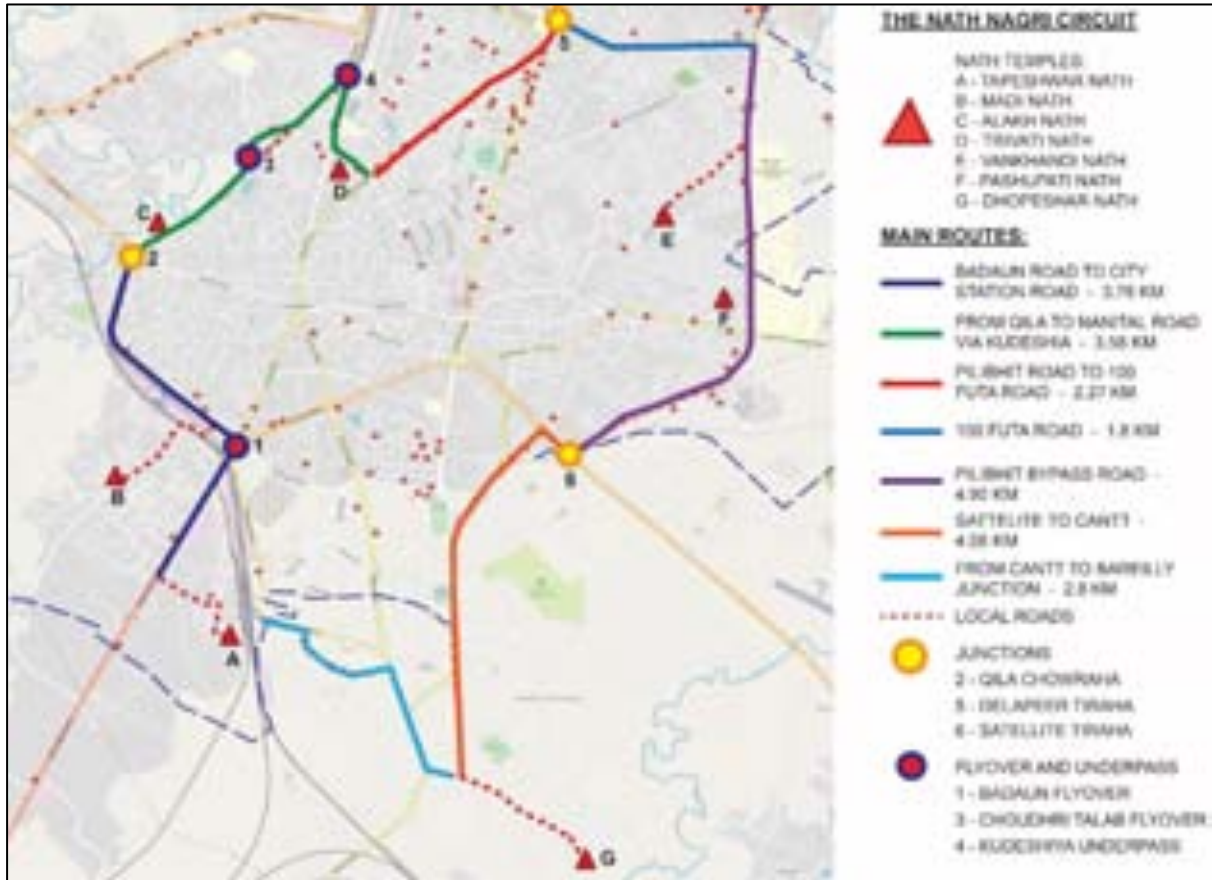 4
5
3
D
C
2
E
F
1
6
B
A
G
THE NATH NAGRI CIRCUIT
NATH TEMPLES
A - TAPESHWAR NATH
B - MADI NATH
C - ALAKH NATH
D - TRIVATI NATH
E - VANKHANDI NATH
F - PASHUPATI NATH
G - DHOPESHAR NATH
MAIN ROUTES:
BADAUN ROAD TO CITY
STATION ROAD - 3.76 KM
FROM QILA TO NANITAL ROAD
VIA KUDESHIA - 3.58 KM
PILIBHIT ROAD TO 100
FUTA ROAD - 2.27 KM
100 FUTA ROAD - 1.8 KM
PILIBHIT BYPASS ROAD -
4.90 KM
SATTELITE TO CANTT -
FROM CANTT TO BAREILLY
JUNCTION - 2.8 KM
LOCAL ROADS
JUNCTIONS
2 - QILA CHOWRAHA
5 - TIRAHA
6 - SATELLITE TIRAHA
FLYOVER AND UNDERPASS
1 - BADAUN FLYOVER
3 - CHOUDHRI TALAB FLYOVER
4 - KUDESHIYA UNDERPASS